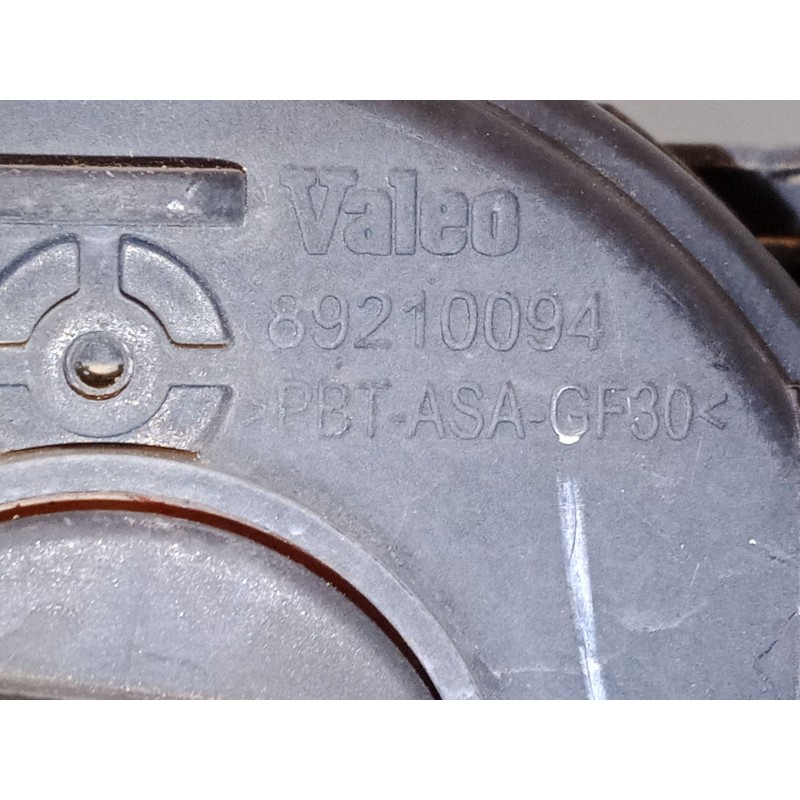 Valeo
89210094
>PBT-ASA-GF30<